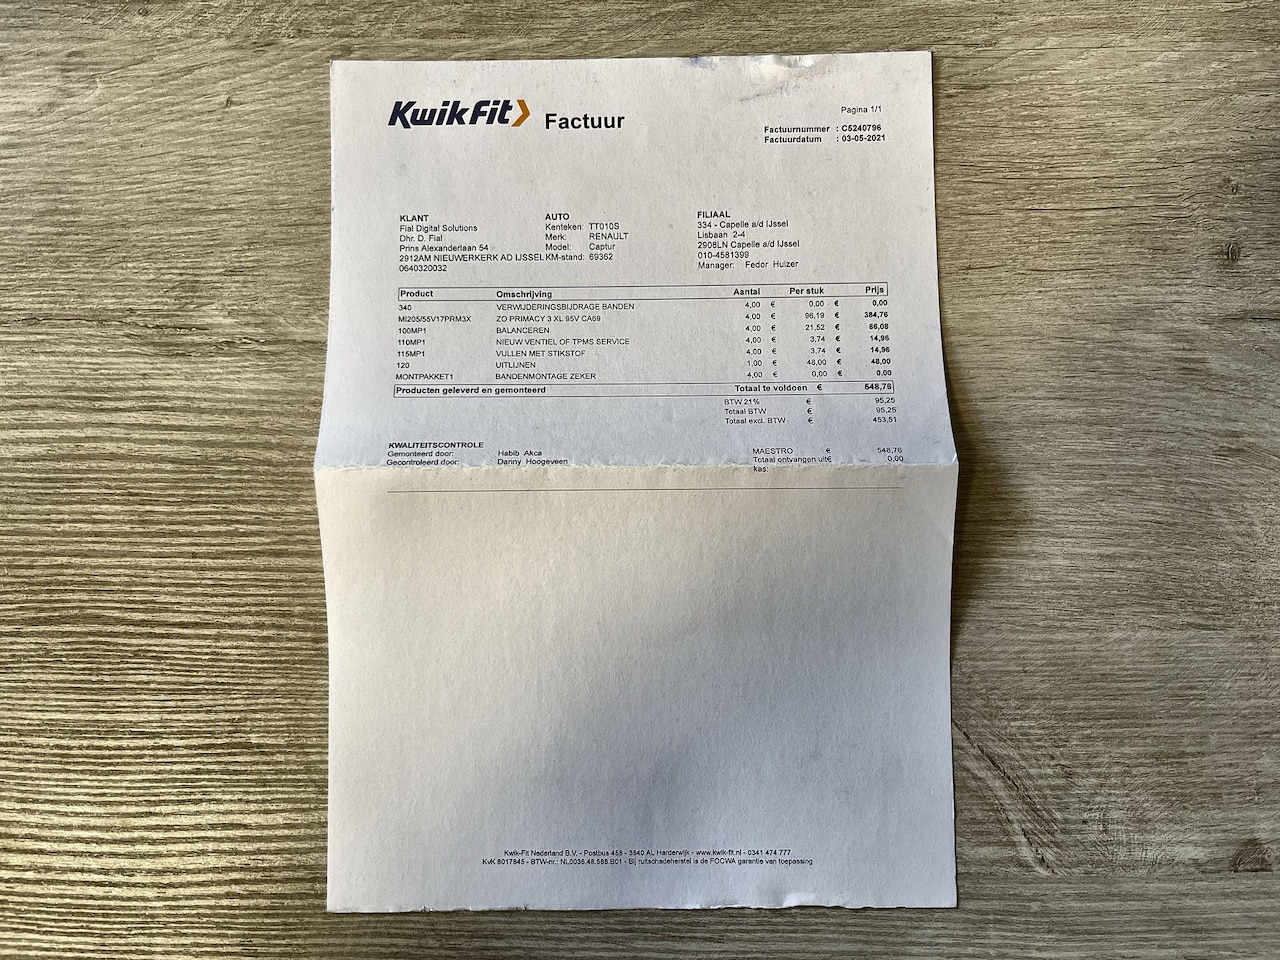 KwikFit Factuur
Pagina 1/1
Factuurnummer : C5240796
Factuurdatum : 03-05-2021
KLANT
Fial Digital Solutions
Dhr. D. Fial
Prins Alexanderlaan 54
2912AM NIEUWERKERK AD IJSSEL
0640320032
AUTO
Kenteken: TT010S
Merk: RENAULT
Model: Captur
KM-stand: 69362
FILIAAL
334 - Capelle a/d IJssel
Lisbaan 2-4
2908LN Capelle a/d IJssel
010-4581399
Manager: Fedor Huizer
Product Omschrijving Aantal Per stuk Prijs
340 VERWIJDERINGSBIJDRAGE BANDEN 4,00 € 0,00 € 0,00
MI205/55V17PRM3X ZO PRIMACY 3 XL 95V CA69 4,00 € 96,19 € 384,76
100MP1 BALANCEREN 4,00 € 21,52 € 86,08
110MP1 NIEUW VENTIEL OF TPMS SERVICE 4,00 € 3,74 € 14,96
115MP1 VULLEN MET STIKSTOF 4,00 € 3,74 € 14,96
120 UITLIJNEN 1,00 € 48,00 € 48,00
MONTPAKKET1 BANDENMONTAGE ZEKER 4,00 € 0,00 € 0,00
Producten geleverd en gemonteerd Totaal te voldoen € 548,76
BTW 21% € 95,25
Totaal BTW € 95,25
Totaal excl. BTW € 453,51
KWALITEITSCONTROLE
Gemonteerd door: Habib Akca
Gecontroleerd door: Danny Hoogeveen
MAESTRO € 548,76
Totaal ontvangen uit € 0,00
kas:
Kwik-Fit Nederland B.V. - Postbus 458 - 3840 AL Harderwijk - www.kwik-fit.nl - 0341 474 777
KvK 8017845 - BTW-nr.: NL0036.48.588.B01 - Bij ruitschadeherstel is de FOCWA garantie van toepassing